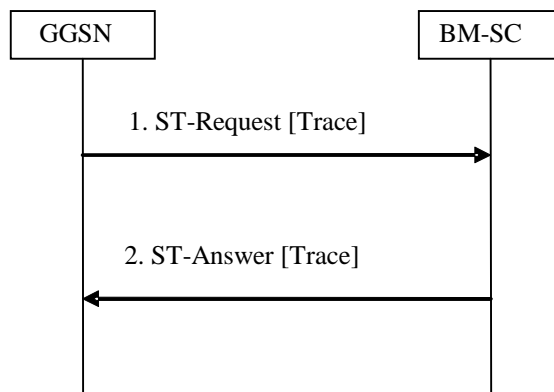 GGSN
BM-SC
1. ST-Request [Trace]
2. ST-Answer [Trace]